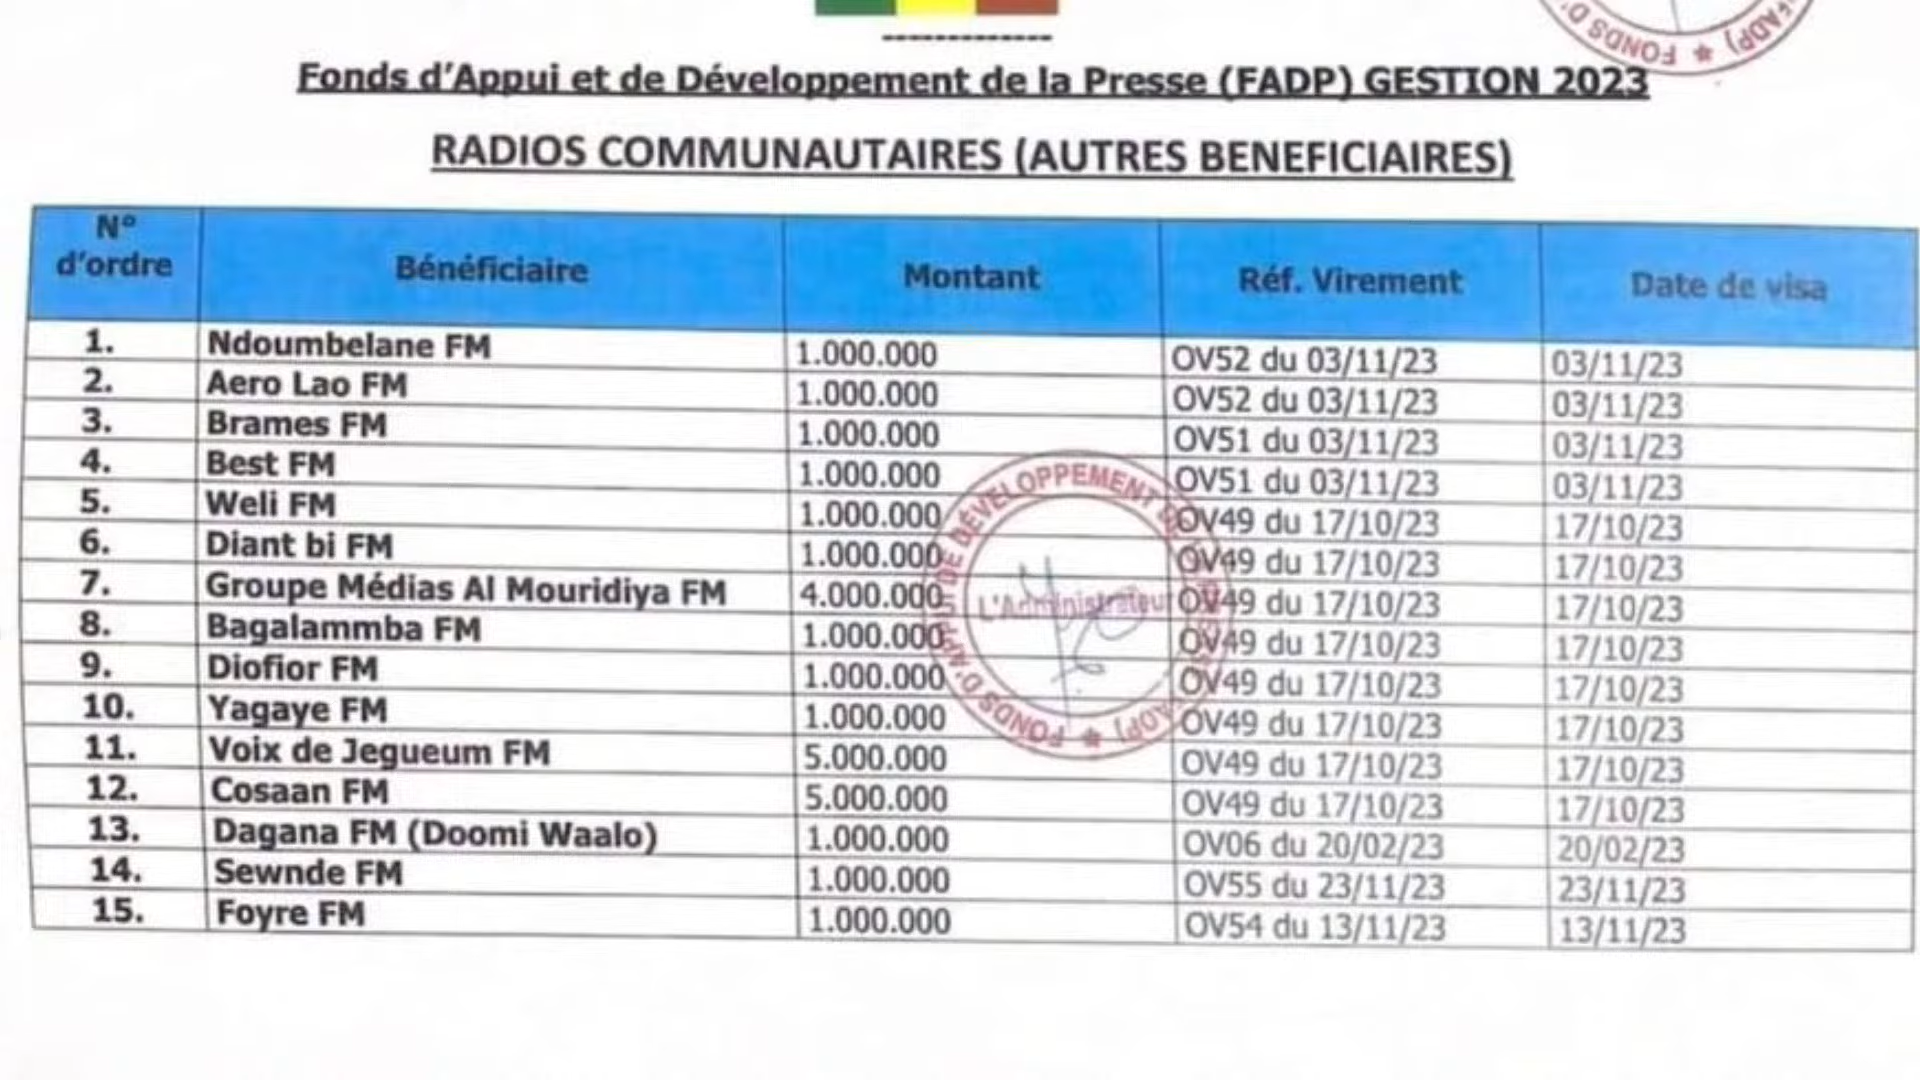 FONDS D' * (FADP)
-------------
Fonds d'Appui et de Développement de la Presse (FADP) GESTION 2023
RADIOS COMMUNAUTAIRES (AUTRES BENEFICIAIRES)
N° d'ordre Bénéficiaire Montant Réf. Virement Date de visa
1. Ndoumbelane FM 1.000.000 OV52 du 03/11/23 03/11/23
2. Aero Lao FM 1.000.000 OV52 du 03/11/23 03/11/23
3. Brames FM 1.000.000 OV51 du 03/11/23 03/11/23
4. Best FM 1.000.000 OV51 du 03/11/23 03/11/23
5. Weli FM 1.000.000 OV49 du 17/10/23 17/10/23
6. Diant bi FM 1.000.000 OV49 du 17/10/23 17/10/23
7. Groupe Médias Al Mouridiya FM 4.000.000 OV49 du 17/10/23 17/10/23
8. Bagalammba FM 1.000.000 OV49 du 17/10/23 17/10/23
9. Diofior FM 1.000.000 OV49 du 17/10/23 17/10/23
10. Yagaye FM 1.000.000 OV49 du 17/10/23 17/10/23
11. Voix de Jegueum FM 5.000.000 OV49 du 17/10/23 17/10/23
12. Cosaan FM 5.000.000 OV49 du 17/10/23 17/10/23
13. Dagana FM (Doomi Waalo) 1.000.000 OV06 du 20/02/23 20/02/23
14. Sewnde FM 1.000.000 OV55 du 23/11/23 23/11/23
15. Foyre FM 1.000.000 OV54 du 13/11/23 13/11/23
FONDS D'APPUI DE DÉVELOPPEMENT (FADP) *
L'Administrateur